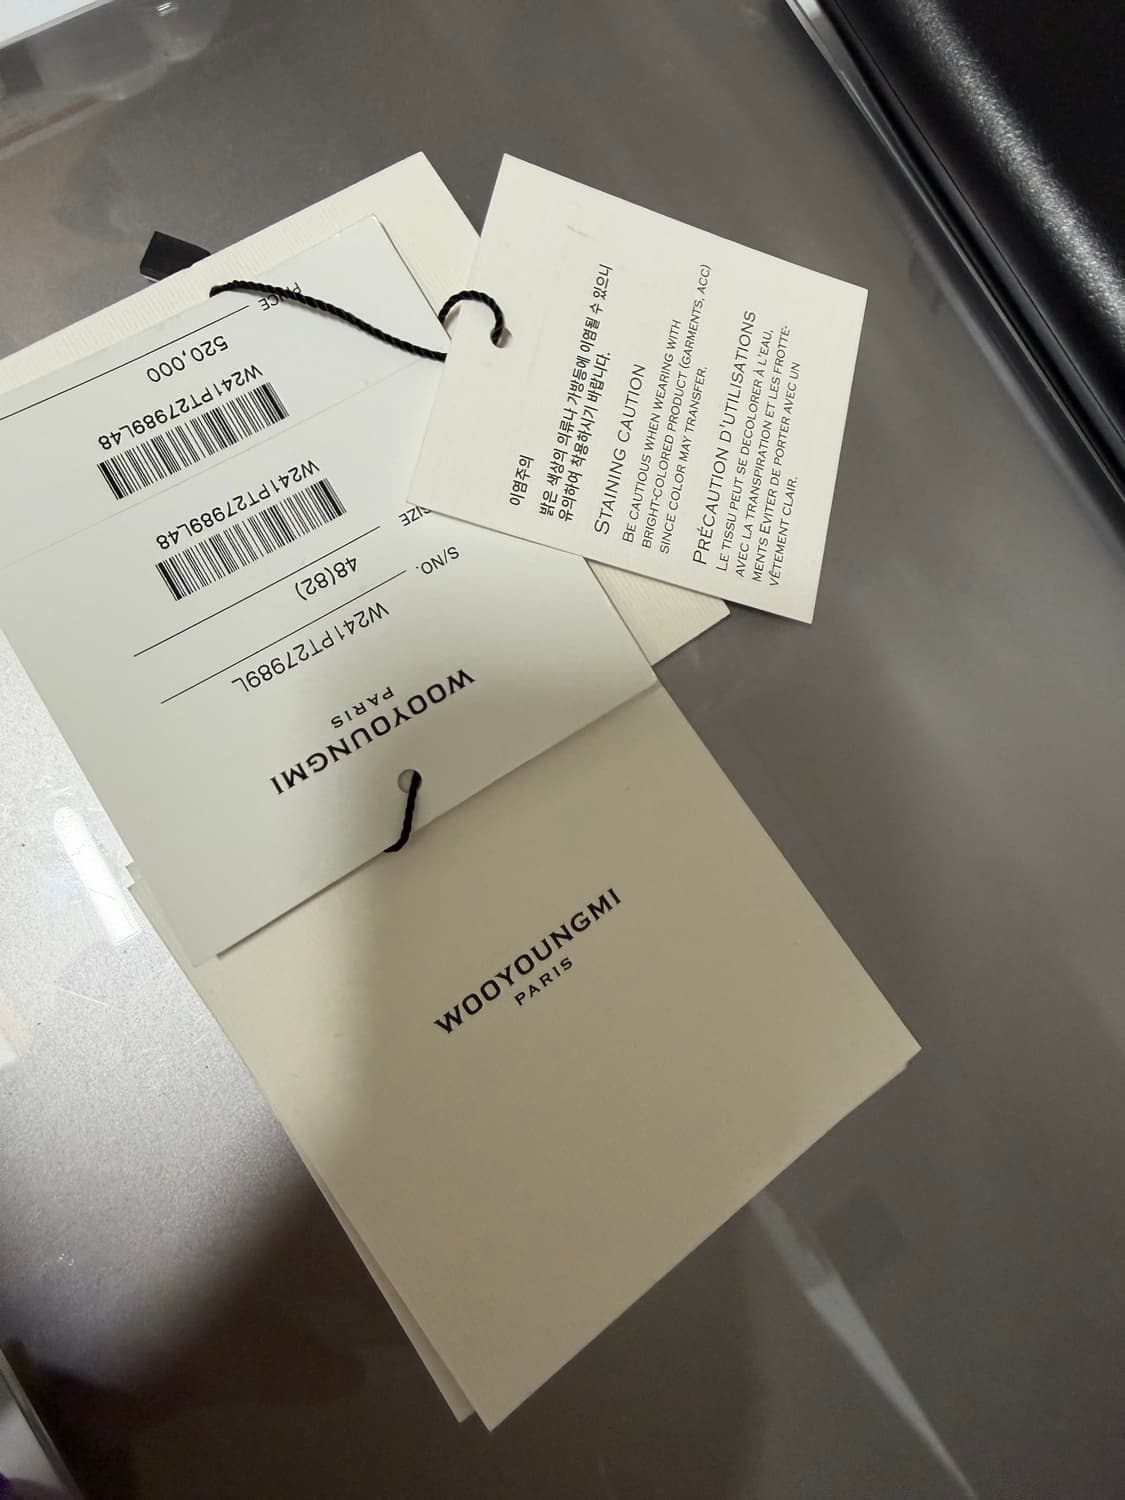 WOOYOUNGMI
PARIS
S/NO.
W241PT27989L
SIZE
48(82)
W241PT27989L48
W241PT27989L48
PRICE
520,000
이염주의
밝은 색상의 의류나 가방등에 이염될 수 있으니
유의하여 착용하시기 바랍니다.
STAINING CAUTION
BE CAUTIOUS WHEN WEARING WITH
BRIGHT-COLORED PRODUCT (GARMENTS, ACC)
SINCE COLOR MAY TRANSFER.
PRÉCAUTION D'UTILISATIONS
LE TISSU PEUT SE DECOLORER À L'EAU,
AVEC LA TRANSPIRATION ET LES FROTTE-
MENTS EVITER DE PORTER AVEC UN
VÊTEMENT CLAIR.
WOOYOUNGMI
PARIS